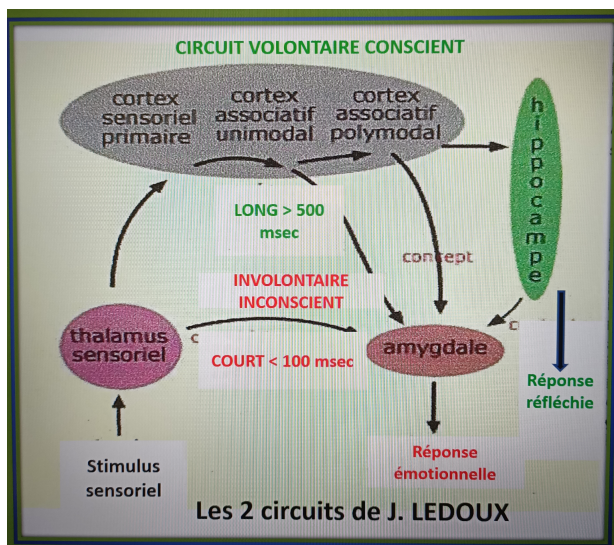 CIRCUIT VOLONTAIRE CONSCIENT
cortex
sensoriel
primaire
cortex
associatif
unimodal
cortex
associatif
polymodal
hippocampe
LONG > 500
msec
concept
INVOLONTAIRE
INCONSCIENT
thalamus
sensoriel
COURT < 100 msec
amygdale
Réponse
réfléchie
Stimulus
sensoriel
Réponse
émotionnelle
Les 2 circuits de J. LEDOUX